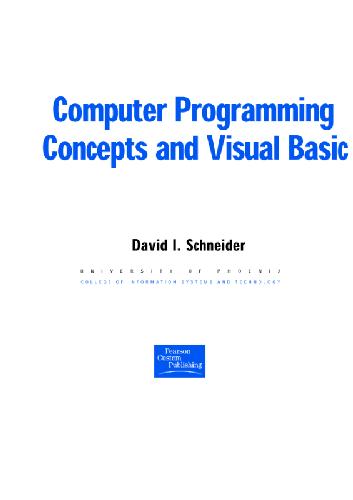 Computer Programming
Concepts and Visual Basic
David I. Schneider
UNIVERSITY OF PHOENIX
COLLEGE OF INFORMATION SYSTEMS AND TECHNOLOGY
Pearson
Custom
Publishing